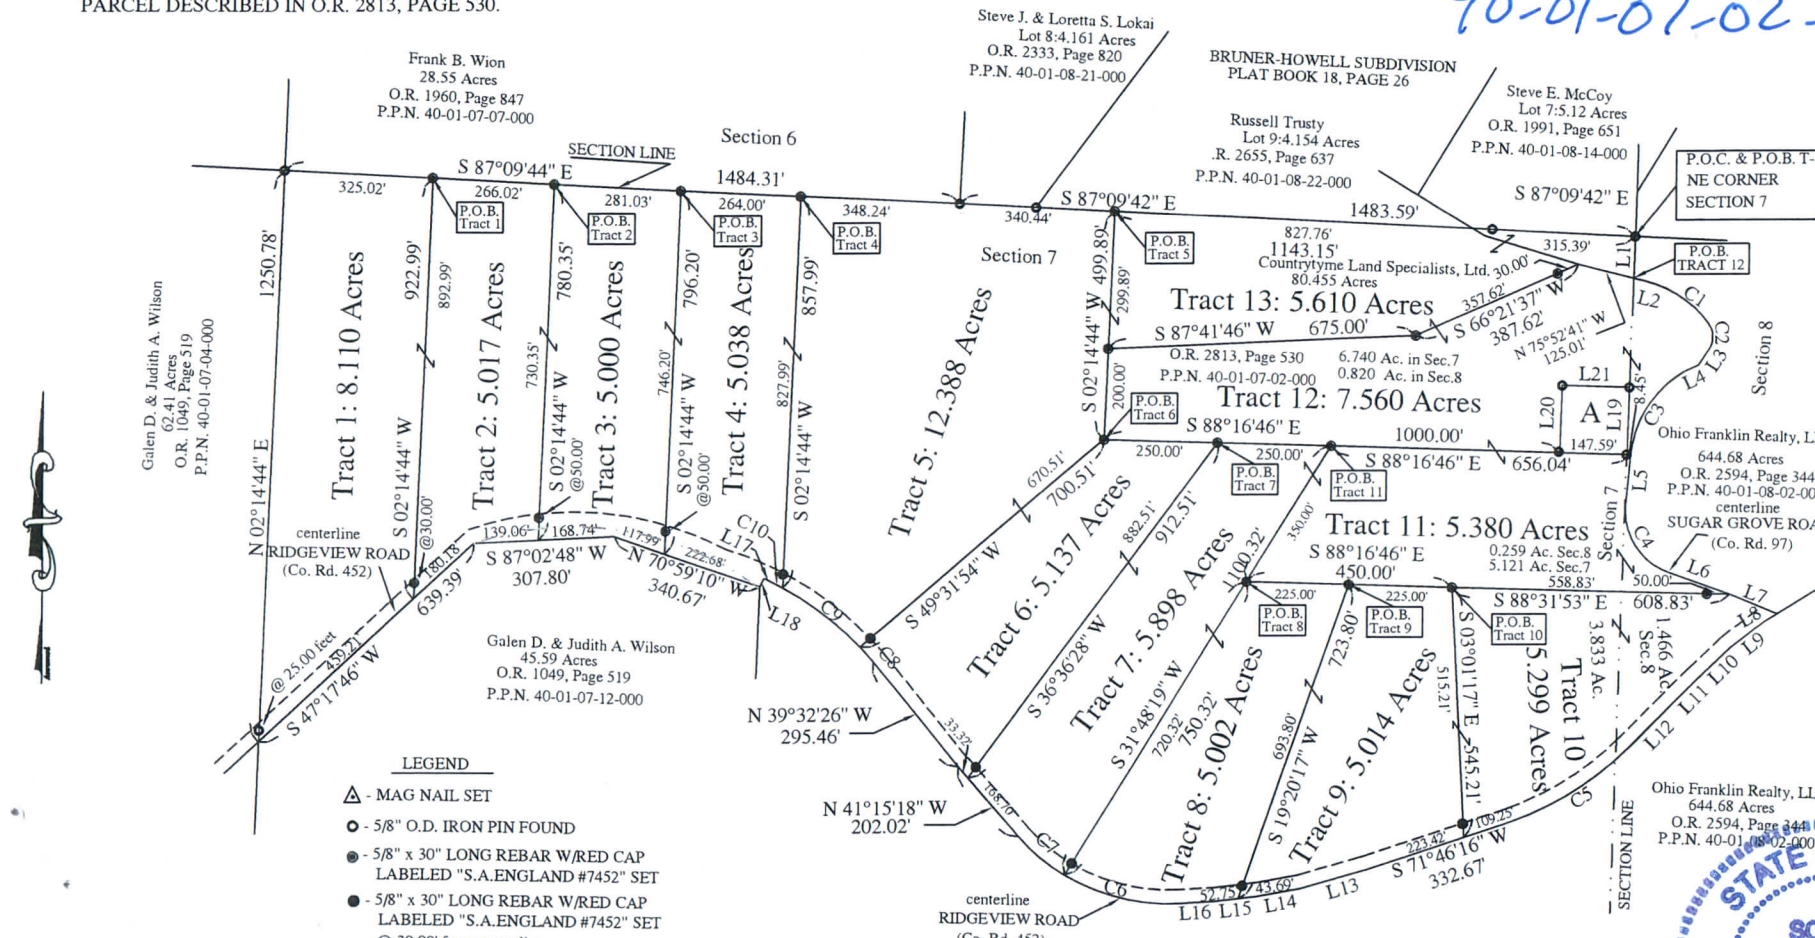 PARCEL DESCRIBED IN O.R. 2813, PAGE 530.
Frank B. Wion
28.55 Acres
O.R. 1960, Page 847
P.P.N. 40-01-07-07-000
Steve J. & Loretta S. Lokai
Lot 8:4.161 Acres
O.R. 2333, Page 820
P.P.N. 40-01-08-21-000
BRUNER-HOWELL SUBDIVISION
PLAT BOOK 18, PAGE 26
Russell Trusty
Lot 9:4.154 Acres
.R. 2655, Page 637
P.P.N. 40-01-08-22-000
Steve E. McCoy
Lot 7:5.12 Acres
O.R. 1991, Page 651
P.P.N. 40-01-08-14-000
P.O.C. & P.O.B. T-
NE CORNER
SECTION 7
Section 6
SECTION LINE
S 87°09'44" E
1484.31'
325.02'
266.02'
281.03'
264.00'
348.24'
340.44'
S 87°09'42" E
1483.59'
827.76'
1143.15'
S 87°09'42" E
315.39'
L1
P.O.B.
Tract 1
P.O.B.
Tract 2
P.O.B.
Tract 3
P.O.B.
Tract 4
P.O.B.
Tract 5
P.O.B.
TRACT 12
Section 7
Countrytyme Land Specialists, Ltd.
80.455 Acres
30.00'
Galen D. & Judith A. Wilson
62.41 Acres
O.R. 1049, Page 519
P.P.N. 40-01-07-04-000
N 02°14'44" E
1250.78'
Tract 1: 8.110 Acres
S 02°14'44" W
922.99'
892.99'
@30.00'
Tract 2: 5.017 Acres
780.35'
730.35'
S 02°14'44" W
@50.00'
Tract 3: 5.000 Acres
796.20'
746.20'
S 02°14'44" W
@50.00'
Tract 4: 5.038 Acres
857.99'
827.99'
S 02°14'44" W
Tract 5: 12.388 Acres
S 02°14'44" W 499.89'
299.89'
200.00'
Tract 13: 5.610 Acres
357.62'
S 66°21'37" W
387.62'
N 75°52'41" W
125.01'
S 87°41'46" W 675.00'
O.R. 2813, Page 530
P.P.N. 40-01-07-02-000
6.740 Ac. in Sec.7
0.820 Ac. in Sec.8
Tract 12: 7.560 Acres
L2
C1
C2
L3
L4
C3
Section 8
L21
L20
L19
8.45'
A
147.59'
P.O.B.
Tract 6
S 88°16'46" E
1000.00'
250.00'
250.00'
S 88°16'46" E
656.04'
P.O.B.
Tract 7
P.O.B.
Tract 11
Ohio Franklin Realty, L
644.68 Acres
O.R. 2594, Page 344
P.P.N. 40-01-08-02-00
centerline
SUGAR GROVE ROA
(Co. Rd. 97)
L5
Section 7
C4
L6
L7
L8
L9
Tract 11: 5.380 Acres
S 88°16'46" E
450.00'
0.259 Ac. Sec.8
5.121 Ac. Sec.7
558.83'
50.00'
225.00'
225.00'
S 88°31'53" E
608.83'
P.O.B.
Tract 8
P.O.B.
Tract 9
P.O.B.
Tract 10
670.51'
700.51'
S 49°31'54" W
Tract 6: 5.137 Acres
882.51'
912.51'
S 36°36'28" W
Tract 7: 5.898 Acres
350.00'
1100.32'
S 31°48'19" W
720.32'
750.32'
Tract 8: 5.002 Acres
723.80'
693.80'
S 19°20'17" W
Tract 9: 5.014 Acres
S 03°01'17" E
515.21'
545.21'
Tract 10
5.299 Acres
3.833 Ac.
1.466 Ac.
Sec.8
centerline
RIDGEVIEW ROAD
(Co. Rd. 452)
180.18
639.39'
@ 25.00 feet
459.21'
S 47°17'46" W
139.06'
168.74'
S 87°02'48" W
307.80'
117.99'
222.68'
N 70°59'10" W
340.67'
C10
L17
L18
C9
C8
Galen D. & Judith A. Wilson
45.59 Acres
O.R. 1049, Page 519
P.P.N. 40-01-07-12-000
N 39°32'26" W
295.46'
33.32'
168.70
N 41°15'18" W
202.02'
C7
C6
52.75'
43.69'
L16
L15
L14
L13
223.42'
109.25'
S 71°46'16" W
332.67'
C5
L12
L11
L10
SECTION LINE
Ohio Franklin Realty, LL
644.68 Acres
O.R. 2594, Page 344
P.P.N. 40-01-08-02-000
STATE
centerline
RIDGEVIEW ROAD
(Co. Rd. 452)
LEGEND
- MAG NAIL SET
- 5/8" O.D. IRON PIN FOUND
- 5/8" x 30" LONG REBAR W/RED CAP
LABELED "S.A.ENGLAND #7452" SET
- 5/8" x 30" LONG REBAR W/RED CAP
LABELED "S.A.ENGLAND #7452" SET